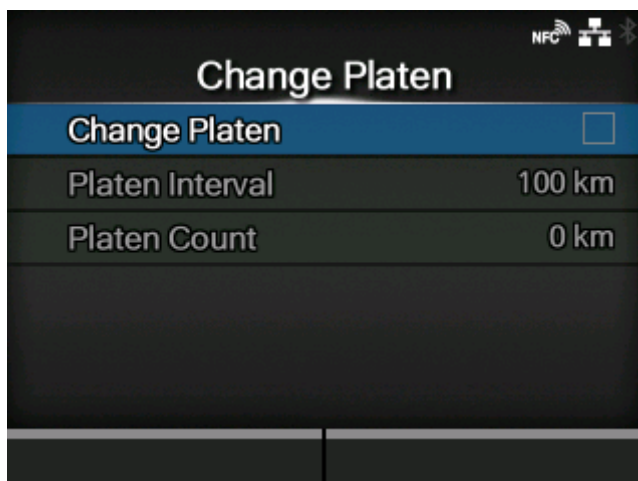 NFC
Change Platen
Change Platen
Platen Interval 100 km
Platen Count 0 km